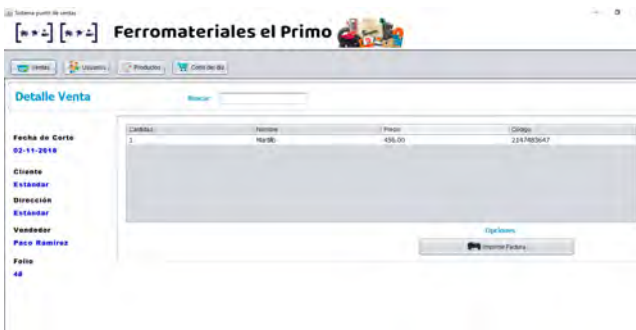 Sistema punto de ventas
Ferromateriales el Primo
Ventas
Usuarios
Productos
Corte del día
Detalle Venta
Buscar
Cantidad Nombre Precio Código
1 Martillo 456.00 2147483647
Fecha de Corte
02-11-2018
Cliente
Estándar
Dirección
Estándar
Vendedor
Paco Ramirez
Folio
48
Opciones
Imprimir Factura